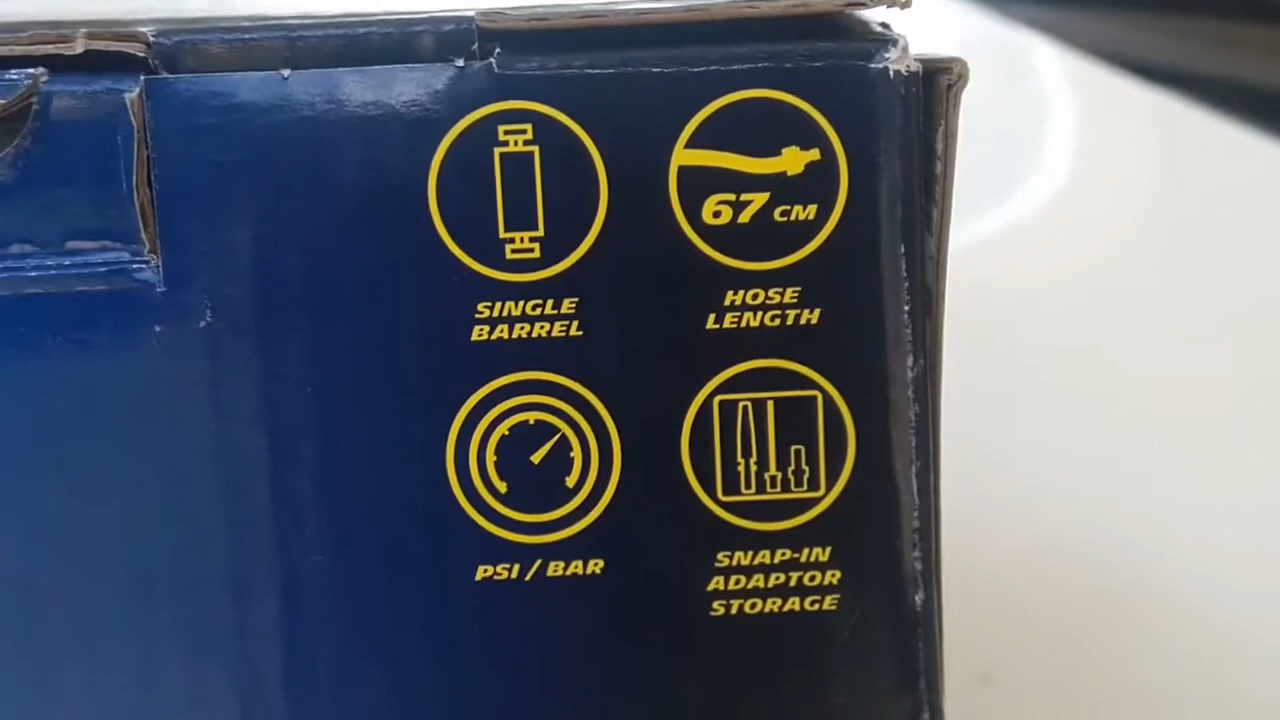 67 CM
SINGLE
BARREL
HOSE
LENGTH
PSI / BAR
SNAP-IN
ADAPTOR
STORAGE